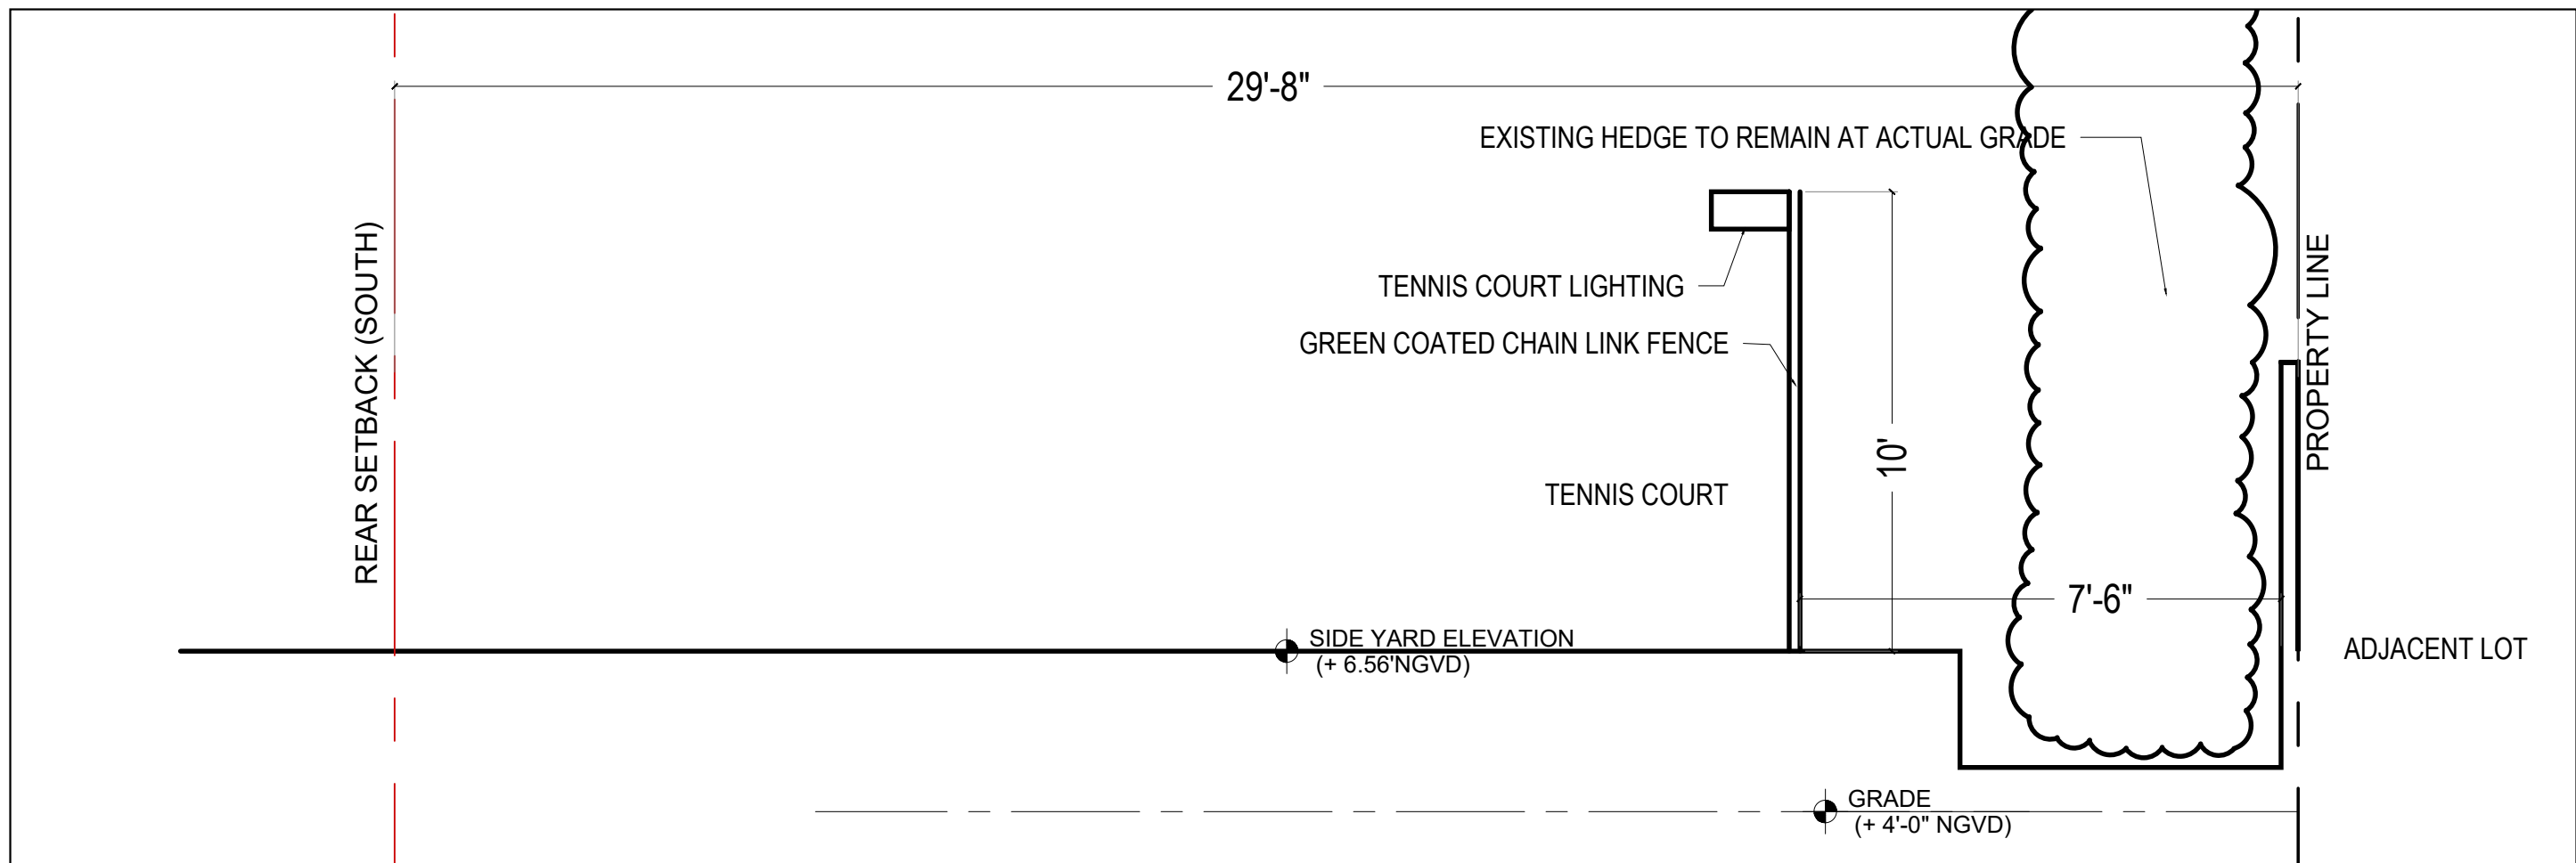 29'-8"
EXISTING HEDGE TO REMAIN AT ACTUAL GRADE
REAR SETBACK (SOUTH)
TENNIS COURT LIGHTING
PROPERTY LINE
GREEN COATED CHAIN LINK FENCE
10'
TENNIS COURT
7'-6"
SIDE YARD ELEVATION
(+ 6.56'NGVD)
ADJACENT LOT
GRADE
(+ 4'-0" NGVD)